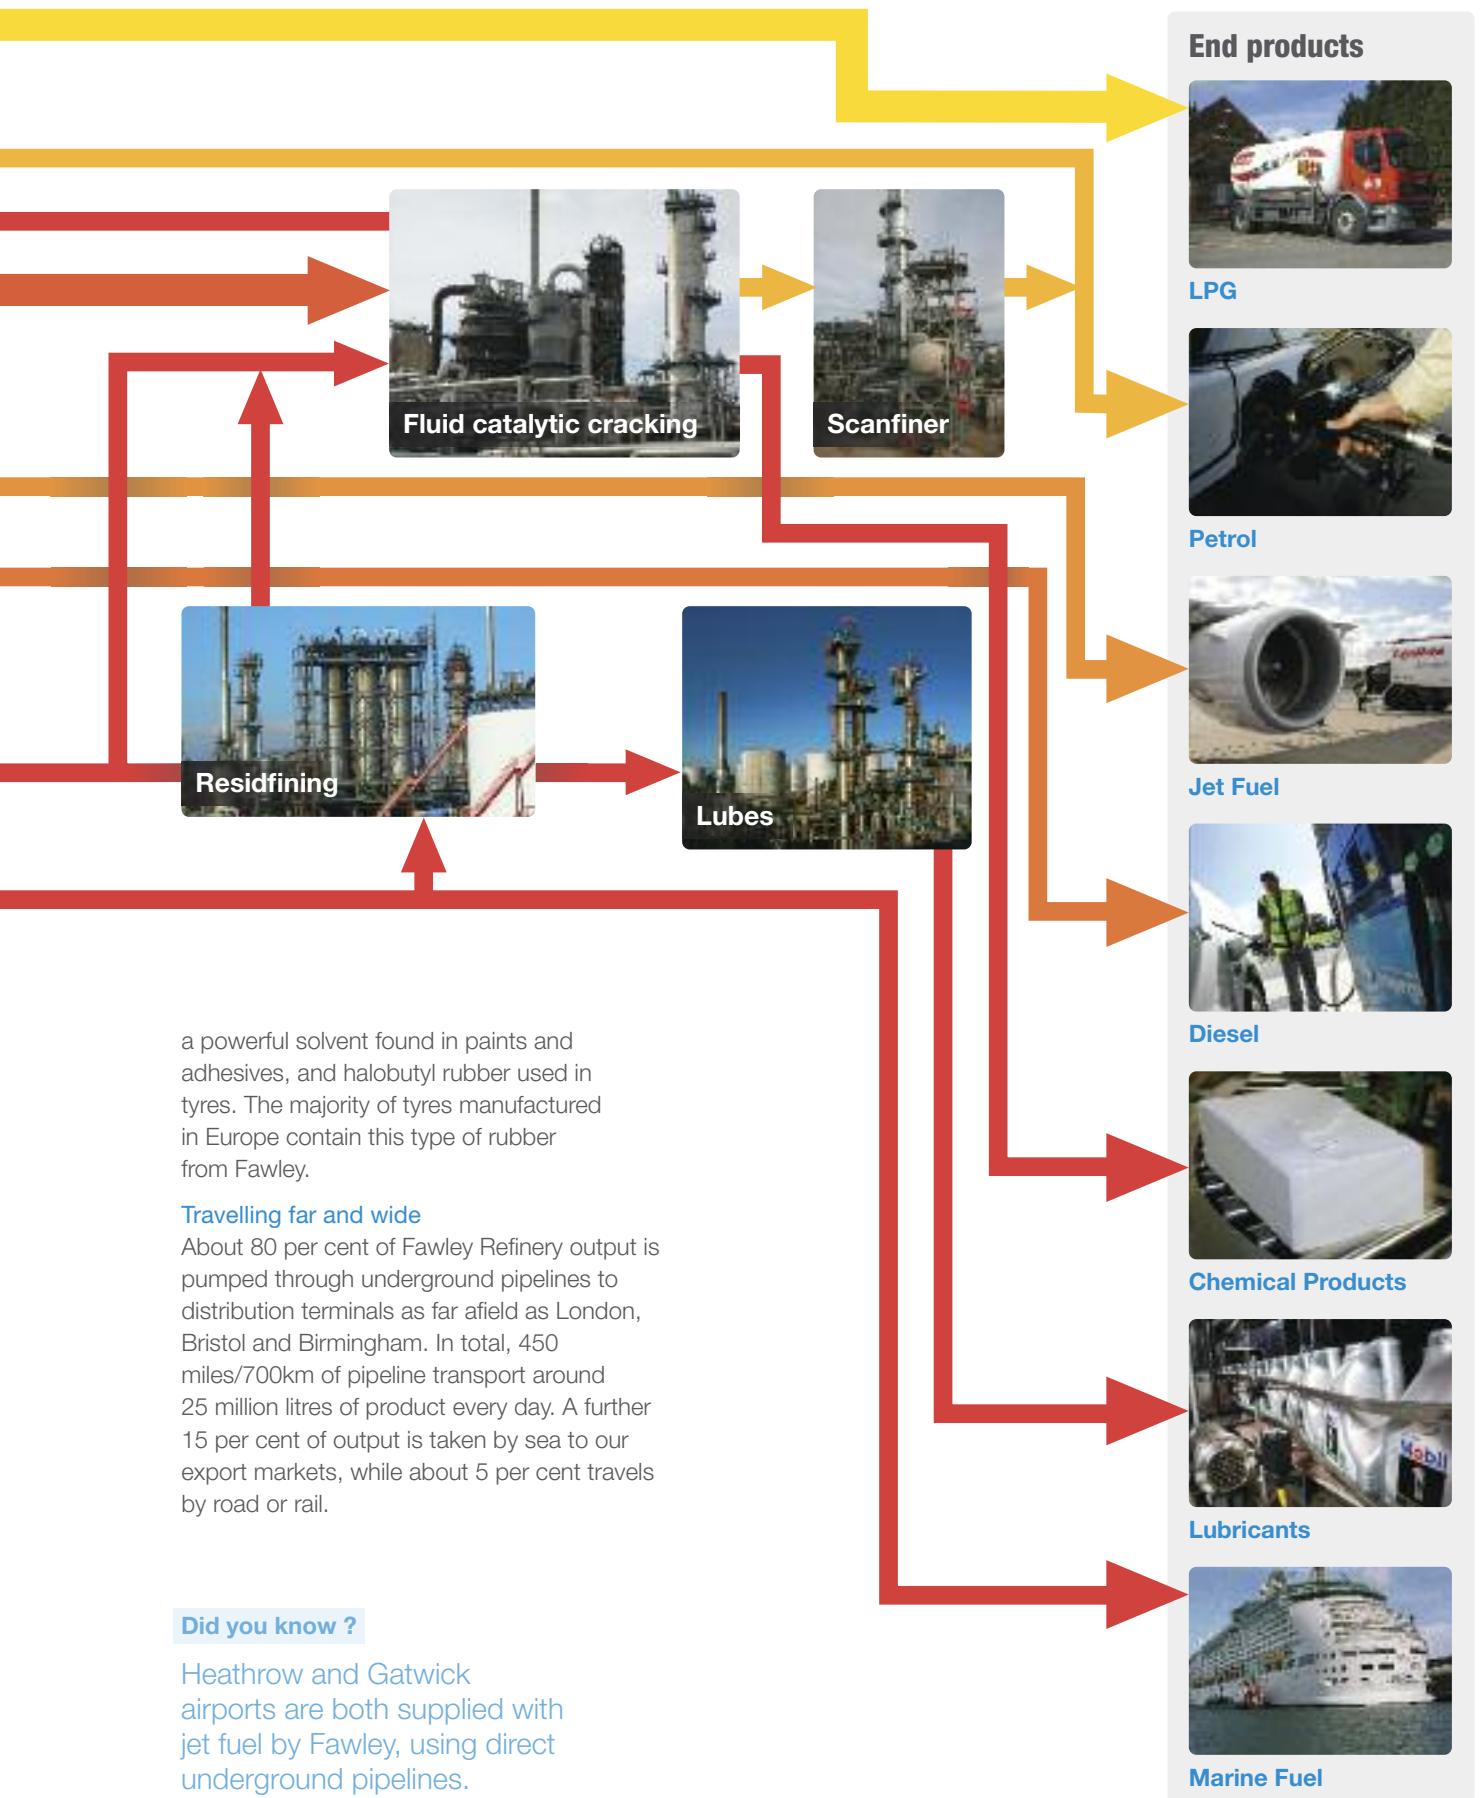 End products
LPG
Fluid catalytic cracking
Scanfiner
Petrol
Residfining
Lubes
Jet Fuel
Diesel
a powerful solvent found in paints and
adhesives, and halobutyl rubber used in
tyres. The majority of tyres manufactured
in Europe contain this type of rubber
from Fawley.
Travelling far and wide
About 80 per cent of Fawley Refinery output is
pumped through underground pipelines to
distribution terminals as far afield as London,
Bristol and Birmingham. In total, 450
miles/700km of pipeline transport around
25 million litres of product every day. A further
15 per cent of output is taken by sea to our
export markets, while about 5 per cent travels
by road or rail.
Chemical Products
Mobil
Lubricants
Did you know ?
Heathrow and Gatwick
airports are both supplied with
jet fuel by Fawley, using direct
underground pipelines.
Marine Fuel